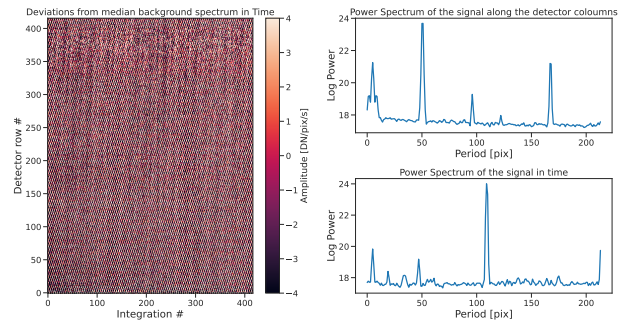 Deviations from median background spectrum in Time
400
350
300
250
200
150
100
50
0
Detector row #
0 100 200 300 400
Integration #
4
3
2
1
0
−1
−2
−3
−4
Amplitude [DN/pix/s]
Power Spectrum of the signal along the detector coloumns
24
22
20
18
Log Power
0 50 100 150 200
Period [pix]
Power Spectrum of the signal in time
24
22
20
18
Log Power
0 50 100 150 200
Period [pix]